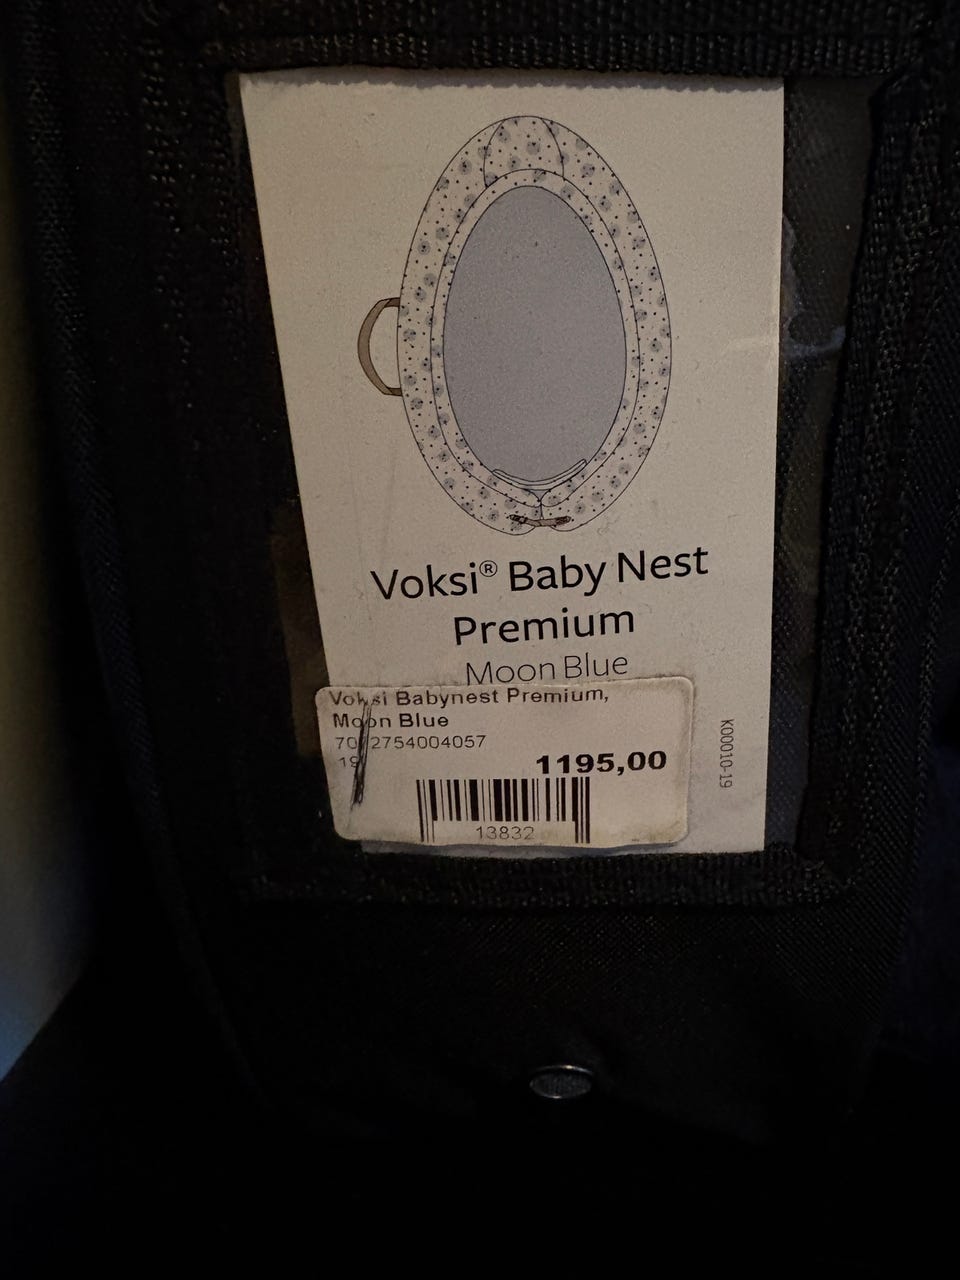 Voksi® Baby Nest
Premium
Moon Blue
Voksi Babynest Premium,
Moon Blue
1195,00
13832
K00010-19